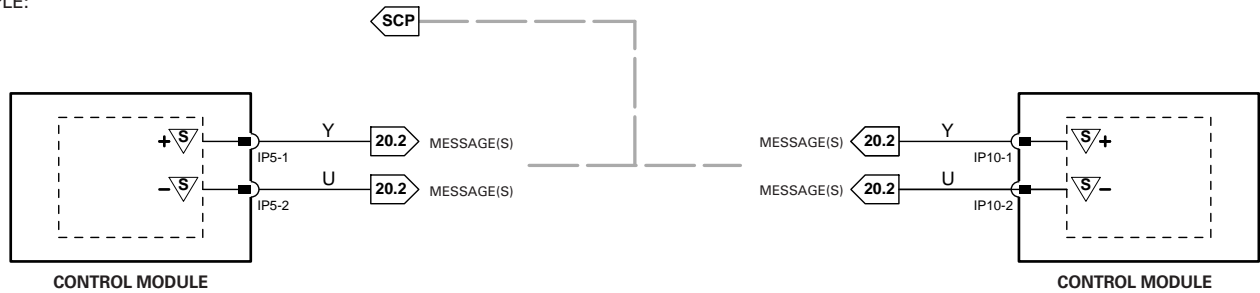 SCP
+ S Y 20.2 MESSAGE(S) MESSAGE(S) 20.2 Y S +
IP5-1 IP10-1
– S U 20.2 MESSAGE(S) MESSAGE(S) 20.2 U S –
IP5-2 IP10-2
CONTROL MODULE CONTROL MODULE